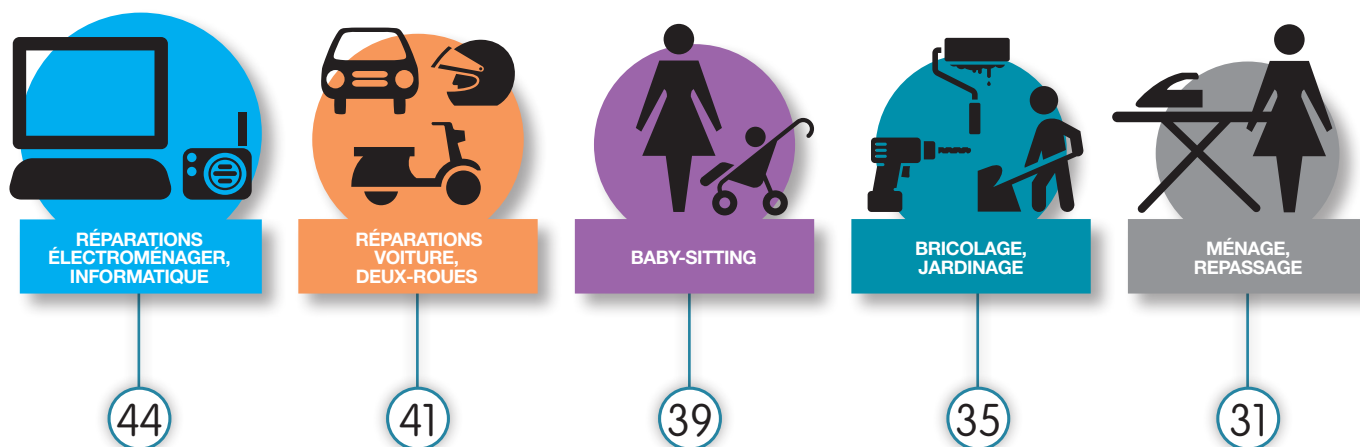 RÉPARATIONS
ÉLECTROMÉNAGER,
INFORMATIQUE
44
RÉPARATIONS
VOITURE,
DEUX-ROUES
41
BABY-SITTING
39
BRICOLAGE,
JARDINAGE
35
MÉNAGE,
REPASSAGE
31